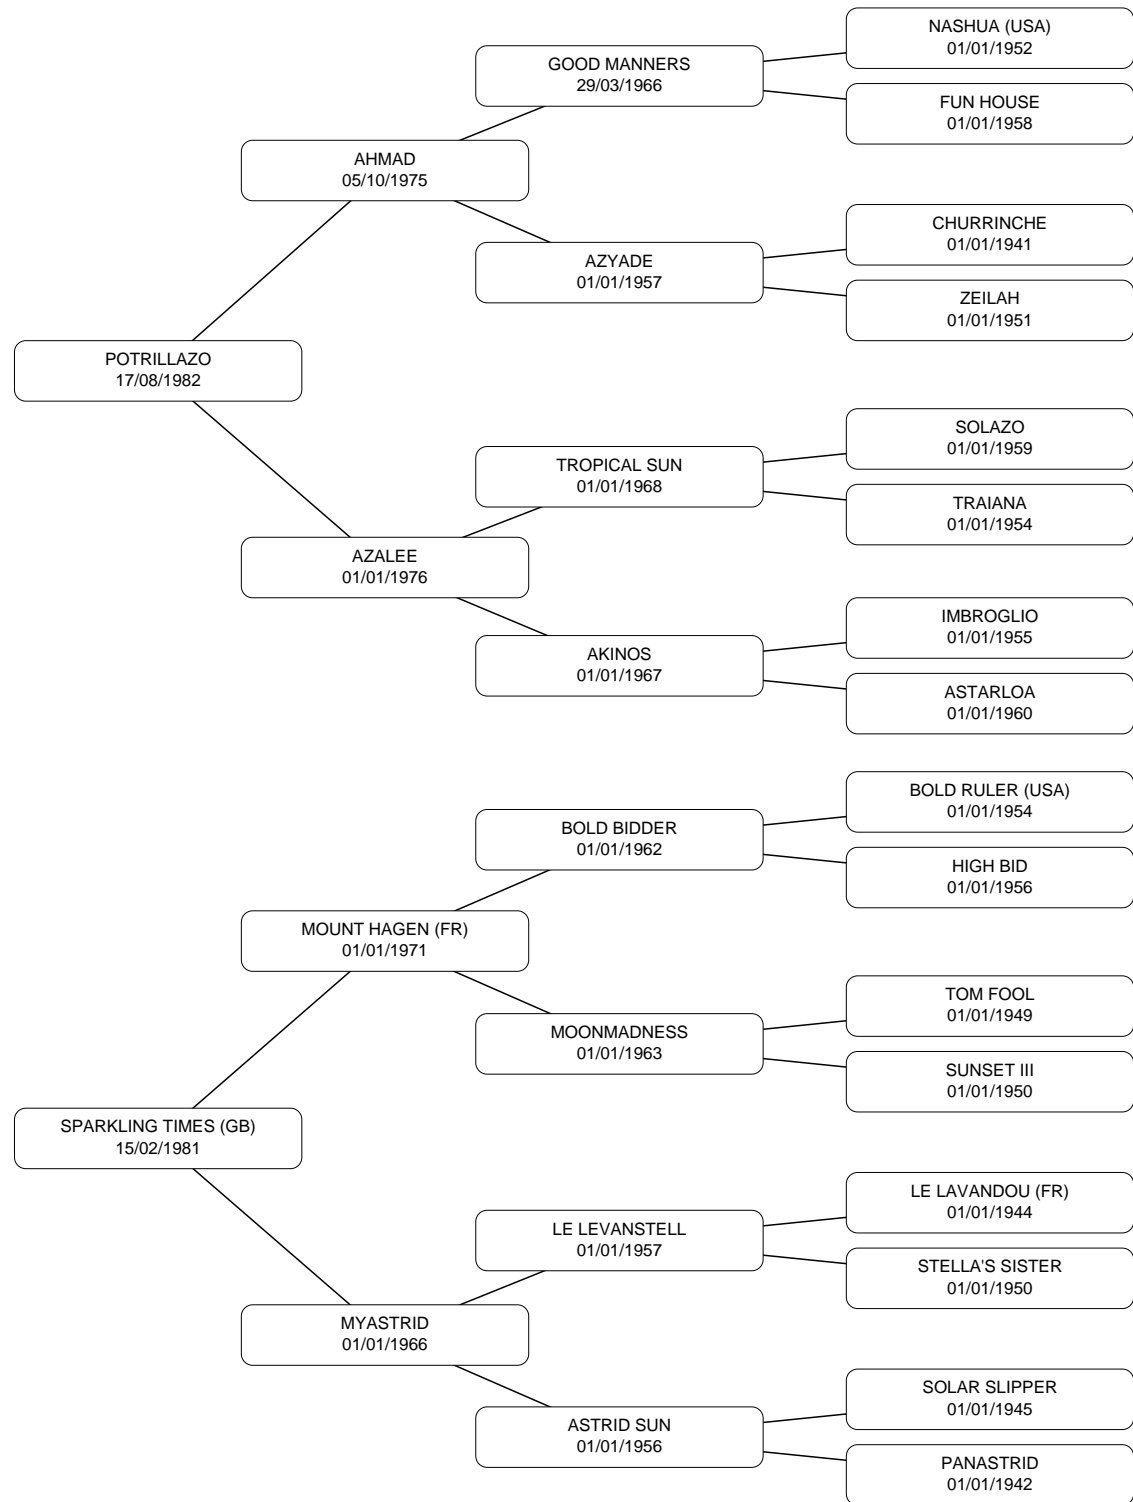 NASHUA (USA)
01/01/1952
GOOD MANNERS
29/03/1966
FUN HOUSE
01/01/1958
AHMAD
05/10/1975
CHURRINCHE
01/01/1941
AZYADE
01/01/1957
ZEILAH
01/01/1951
POTRILLAZO
17/08/1982
SOLAZO
01/01/1959
TROPICAL SUN
01/01/1968
TRAIANA
01/01/1954
AZALEE
01/01/1976
IMBROGLIO
01/01/1955
AKINOS
01/01/1967
ASTARLOA
01/01/1960
BOLD RULER (USA)
01/01/1954
BOLD BIDDER
01/01/1962
HIGH BID
01/01/1956
MOUNT HAGEN (FR)
01/01/1971
TOM FOOL
01/01/1949
MOONMADNESS
01/01/1963
SUNSET III
01/01/1950
SPARKLING TIMES (GB)
15/02/1981
LE LAVANDOU (FR)
01/01/1944
LE LEVANSTELL
01/01/1957
STELLA'S SISTER
01/01/1950
MYASTRID
01/01/1966
SOLAR SLIPPER
01/01/1945
ASTRID SUN
01/01/1956
PANASTRID
01/01/1942